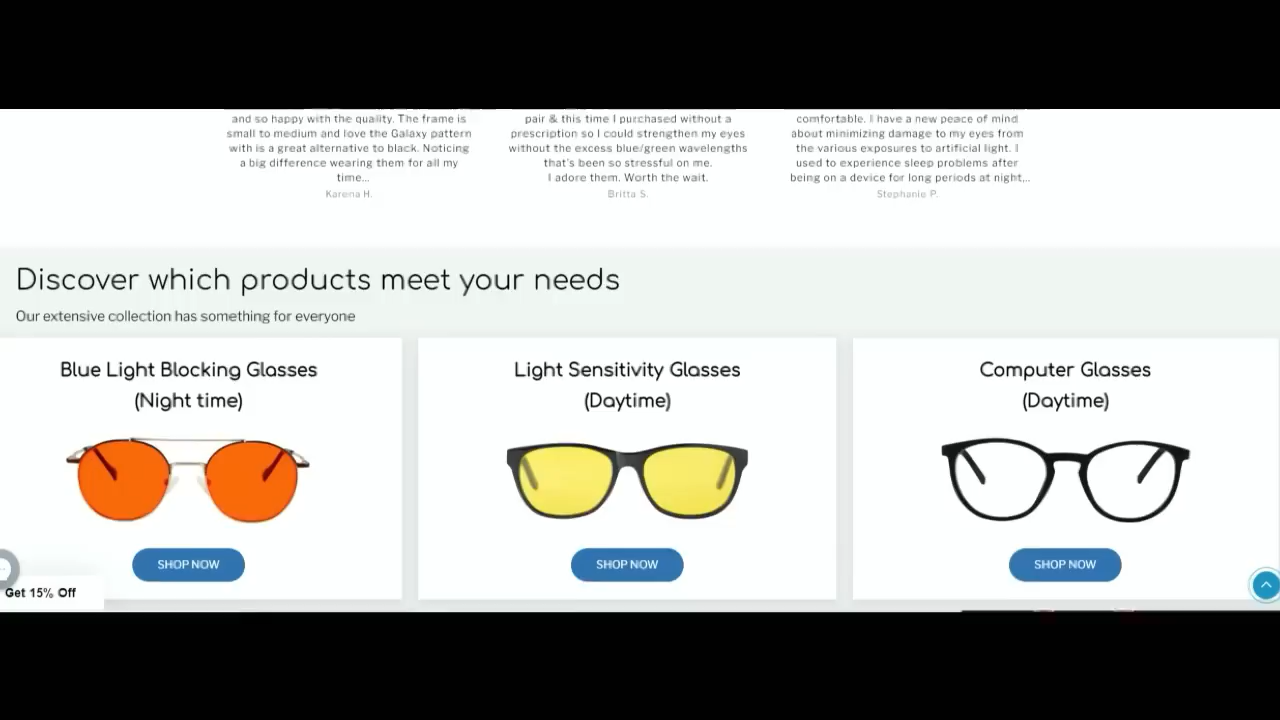 and so happy with the quality. The frame is
small to medium and love the Galaxy pattern
with is a great alternative to black. Noticing
a big difference wearing them for all my
time...
Karena H.
pair & this time I purchased without a
prescription so I could strengthen my eyes
without the excess blue/green wavelengths
that's been so stressful on me.
I adore them. Worth the wait.
Britta S.
comfortable. I have a new peace of mind
about minimizing damage to my eyes from
the various exposures to artificial light. I
used to experience sleep problems after
being on a device for long periods at night,..
Stephanie P.
Discover which products meet your needs
Our extensive collection has something for everyone
Blue Light Blocking Glasses
(Night time)
SHOP NOW
Light Sensitivity Glasses
(Daytime)
SHOP NOW
Computer Glasses
(Daytime)
SHOP NOW
Get 15% Off